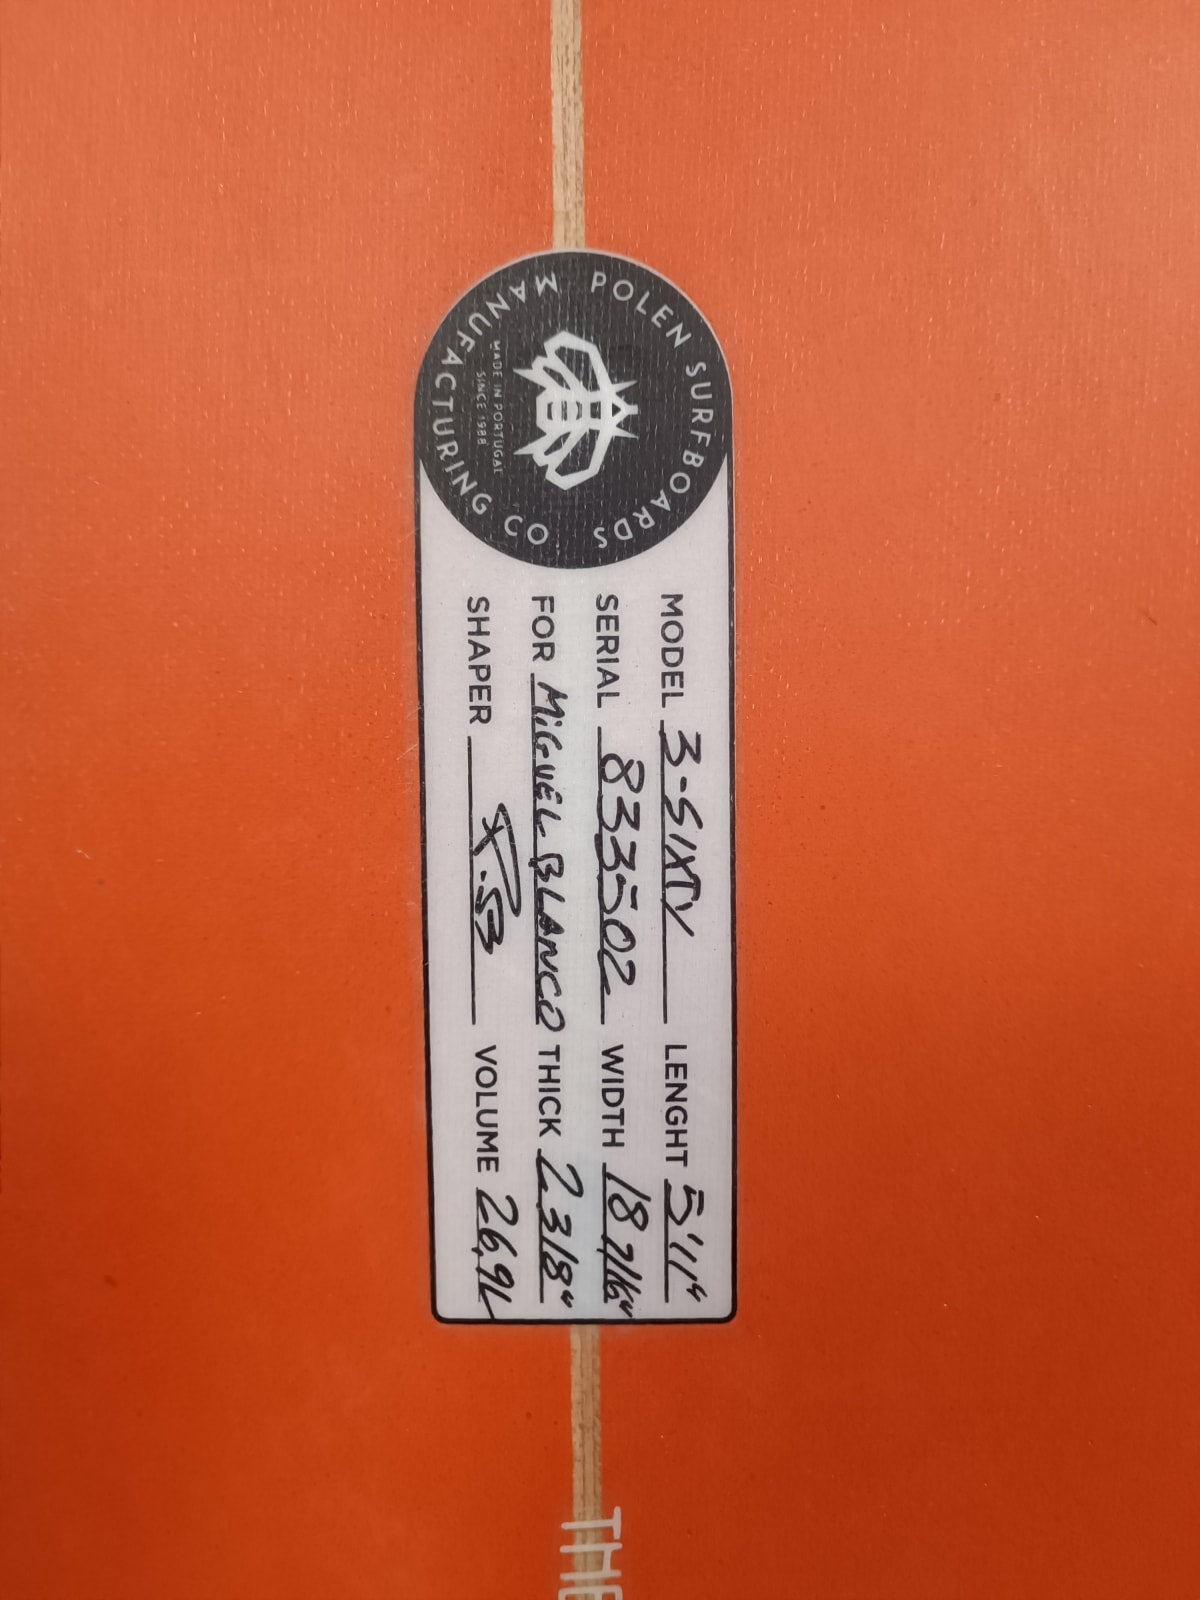 POLEN SURFBOARDS
MANUFACTURING CO
MADE IN PORTUGAL
SINCE 1988
MODEL 3-SIXTY LENGHT 5'11"
SERIAL 833502 WIDTH 18 7/16"
FOR MIGUEL BLANCO THICK 2 3/8"
SHAPER VOLUME 26,9L
THE